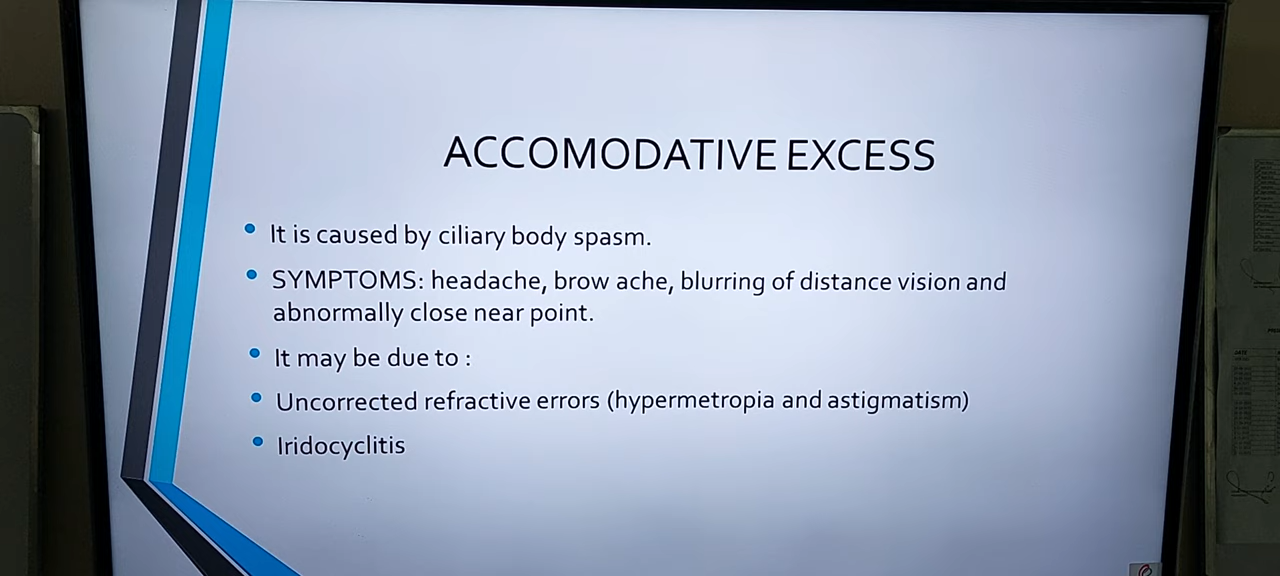 ACCOMODATIVE EXCESS
• It is caused by ciliary body spasm.
• SYMPTOMS: headache, brow ache, blurring of distance vision and
abnormally close near point.
• It may be due to :
• Uncorrected refractive errors (hypermetropia and astigmatism)
• Iridocyclitis
DATE